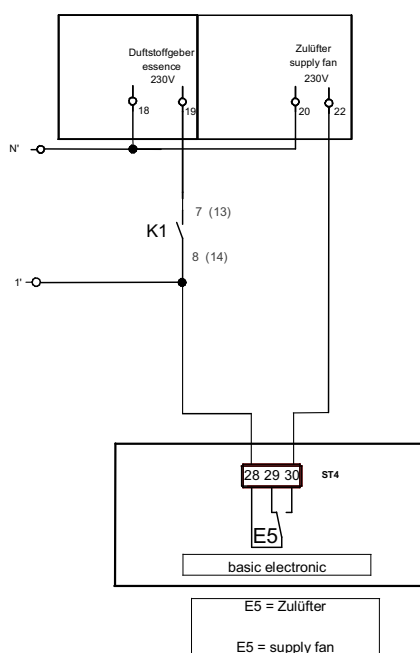 Duftstoffgeber
essence
230V
Zulüfter
supply fan
230V
18
19
20
22
N'
7 (13)
K1
8 (14)
1'
28 29 30
ST4
E5
basic electronic
E5 = Zulüfter
E5 = supply fan